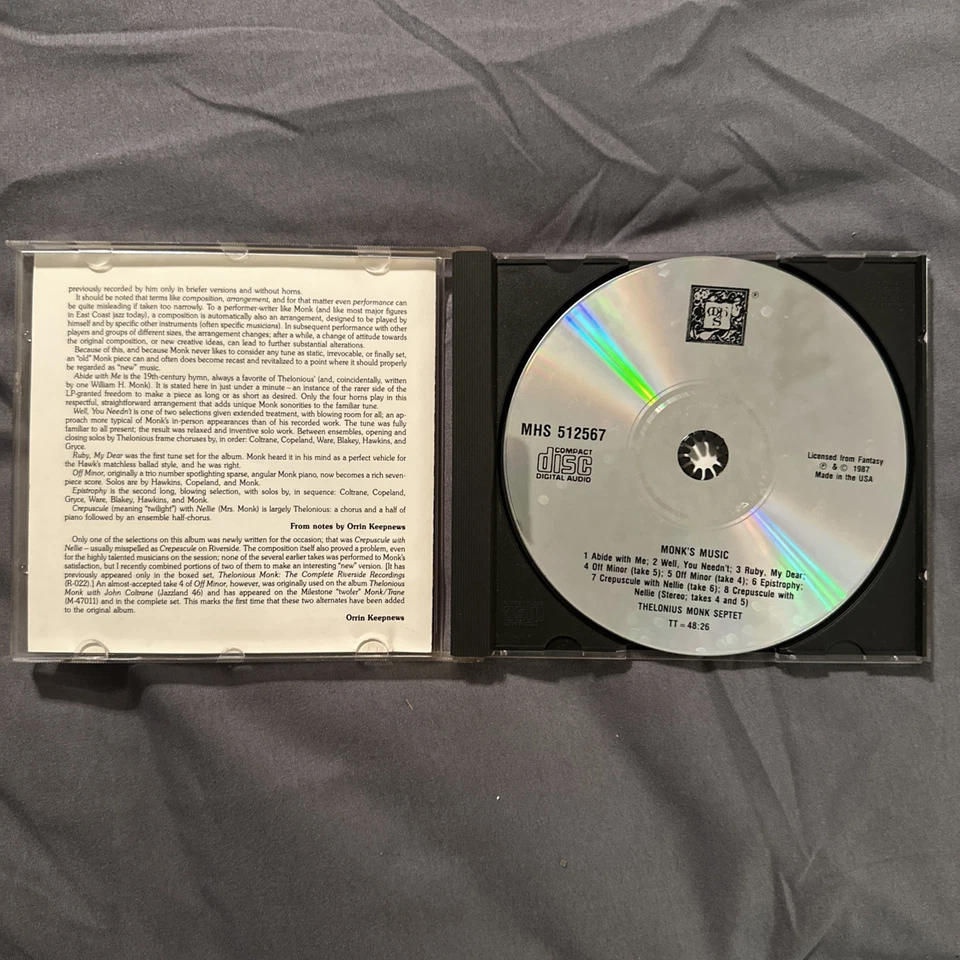 previously recorded by him only in briefer versions and without horns.
It should be noted that terms like composition, arrangement, and for that matter even performance can
be quite misleading if taken too narrowly. To a performer-writer like Monk (and like most major figures
in East Coast jazz today), a composition is automatically also an arrangement, designed to be played by
himself and by specific other instruments (often specific musicians). In subsequent performance with other
players and groups of different sizes, the arrangement changes; after a while, a change of attitude towards
the original composition, or new creative ideas, can lead to further substantial alterations.
Because of this, and because Monk never likes to consider any tune as static, irrevocable, or finally set,
an "old" Monk piece can and often does become recast and revitalized to a point where it should properly
be regarded as "new" music.
Abide with Me is the 19th-century hymn, always a favorite of Thelonious' (and, coincidentally, written
by one William H. Monk). It is stated here in just under a minute – an instance of the rarer side of the
LP-granted freedom to make a piece as long or as short as desired. Only the four horns play in this
respectful, straightforward arrangement that adds unique Monk sonorities to the familiar tune.
Well, You Needn't is one of two selections given extended treatment, with blowing room for all; an ap-
proach more typical of Monk's in-person appearances than of his recorded work. The tune was fully
familiar to all present; the result was relaxed and inventive solo work. Between ensembles, opening and
closing solos by Thelonious frame choruses by, in order: Coltrane, Copeland, Ware, Blakey, Hawkins, and
Gryce.
Ruby, My Dear was the first tune set for the album. Monk heard it in his mind as a perfect vehicle for
the Hawk's matchless ballad style, and he was right.
Off Minor, originally a trio number spotlighting sparse, angular Monk piano, now becomes a rich seven-
piece score. Solos are by Hawkins, Copeland, and Monk.
Epistrophy is the second long, blowing selection, with solos by, in sequence: Coltrane, Copeland,
Gryce, Ware, Blakey, Hawkins, and Monk.
Crepuscule (meaning "twilight") with Nellie (Mrs. Monk) is largely Thelonious: a chorus and a half of
piano followed by an ensemble half-chorus.
From notes by Orrin Keepnews
Only one of the selections on this album was newly written for the occasion; that was Crepuscule with
Nellie – usually misspelled as Crepescule on Riverside. The composition itself also proved a problem, even
for the highly talented musicians on the session; none of the several earlier takes was performed to Monk's
satisfaction, but I recently combined portions of two of them to make an interesting "new" version. [It has
previously appeared only in the boxed set, Thelonious Monk: The Complete Riverside Recordings
(R-022).] An almost-accepted take 4 of Off Minor, however, was originally used on the album Thelonious
Monk with John Coltrane (Jazzland 46) and has appeared on the Milestone "twofer" Monk/Trane
(M-47011) and in the complete set. This marks the first time that these two alternates have been added
to the original album.
Orrin Keepnews
MHS
®
MHS 512567
COMPACT
disc
DIGITAL AUDIO
Licensed from Fantasy
℗ & © 1987
Made in the USA
MONK'S MUSIC
1 Abide with Me; 2 Well, You Needn't; 3 Ruby, My Dear;
4 Off Minor (take 5); 5 Off Minor (take 4); 6 Epistrophy;
7 Crepuscule with Nellie (take 6); 8 Crepuscule with
Nellie (Stereo; takes 4 and 5)
THELONIUS MONK SEPTET
TT = 48:26